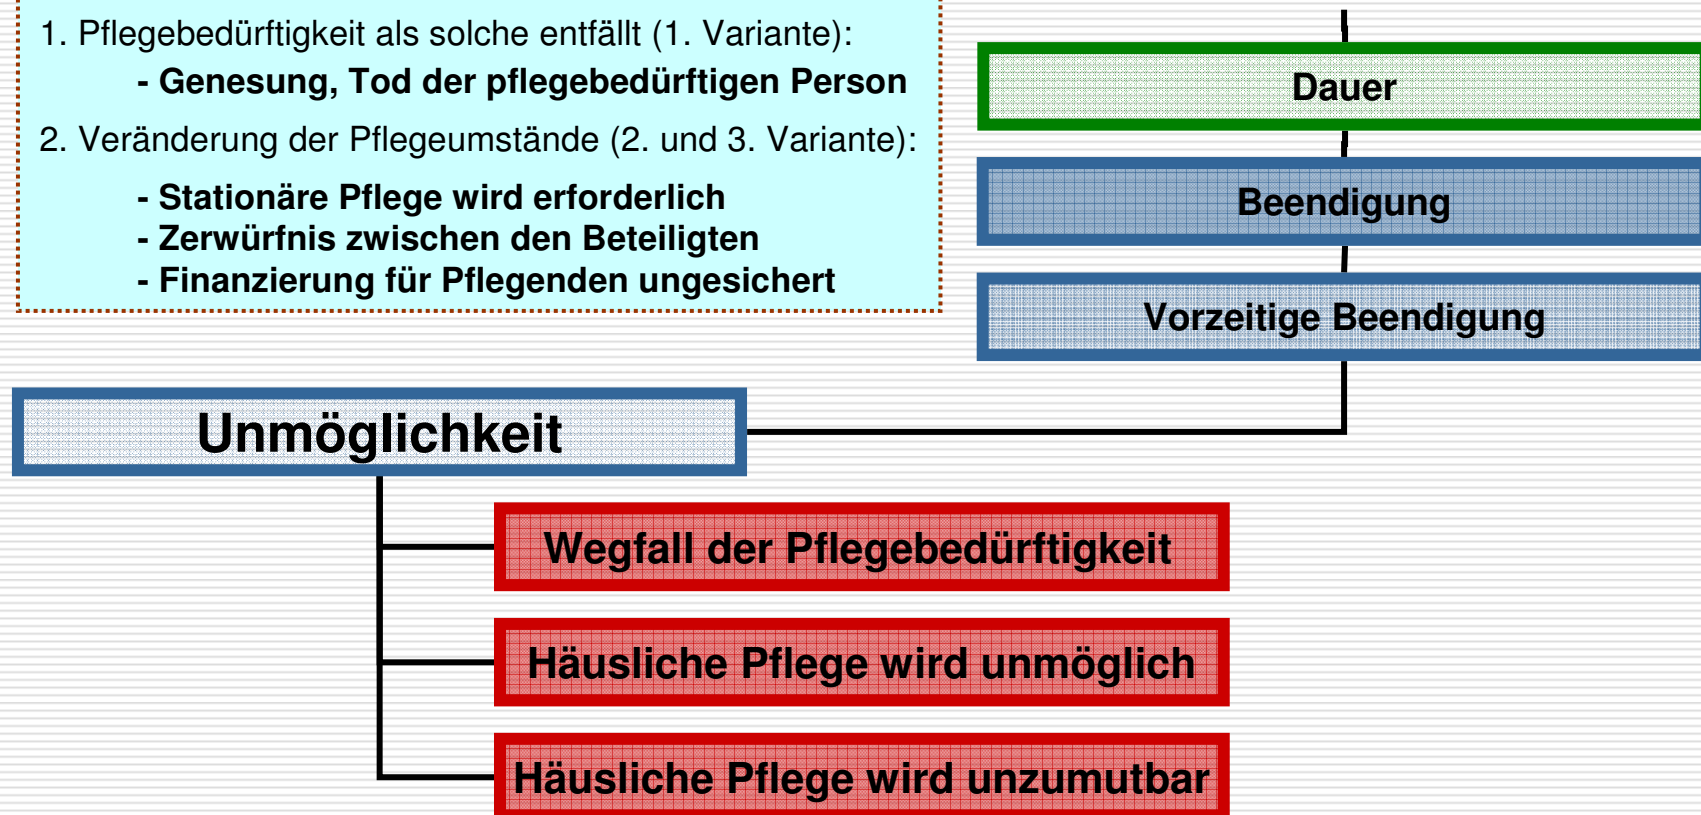 1. Pflegebedürftigkeit als solche entfällt (1. Variante):
- Genesung, Tod der pflegebedürftigen Person
2. Veränderung der Pflegeumstände (2. und 3. Variante):
- Stationäre Pflege wird erforderlich
- Zerwürfnis zwischen den Beteiligten
- Finanzierung für Pflegenden ungesichert
Dauer
Beendigung
Vorzeitige Beendigung
Unmöglichkeit
Wegfall der Pflegebedürftigkeit
Häusliche Pflege wird unmöglich
Häusliche Pflege wird unzumutbar